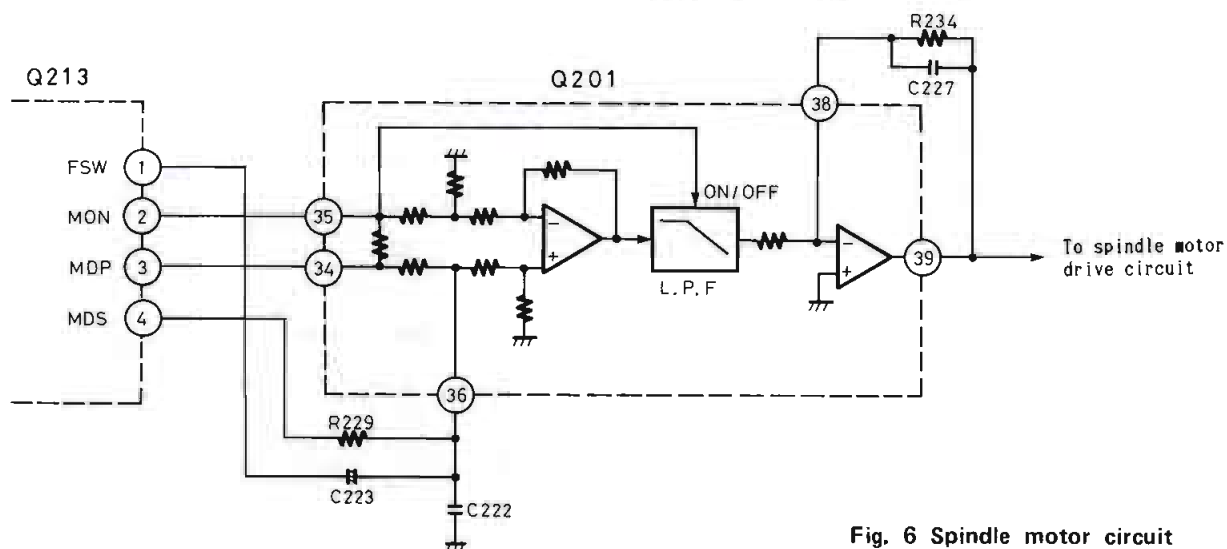 R234
C227
Q213
Q201
38
FSW
1
MON
2
35
ON/OFF
MDP
3
34
39
To spindle motor
drive circuit
MDS
4
L.P.F
36
R229
C223
C222
Fig. 6 Spindle motor circuit